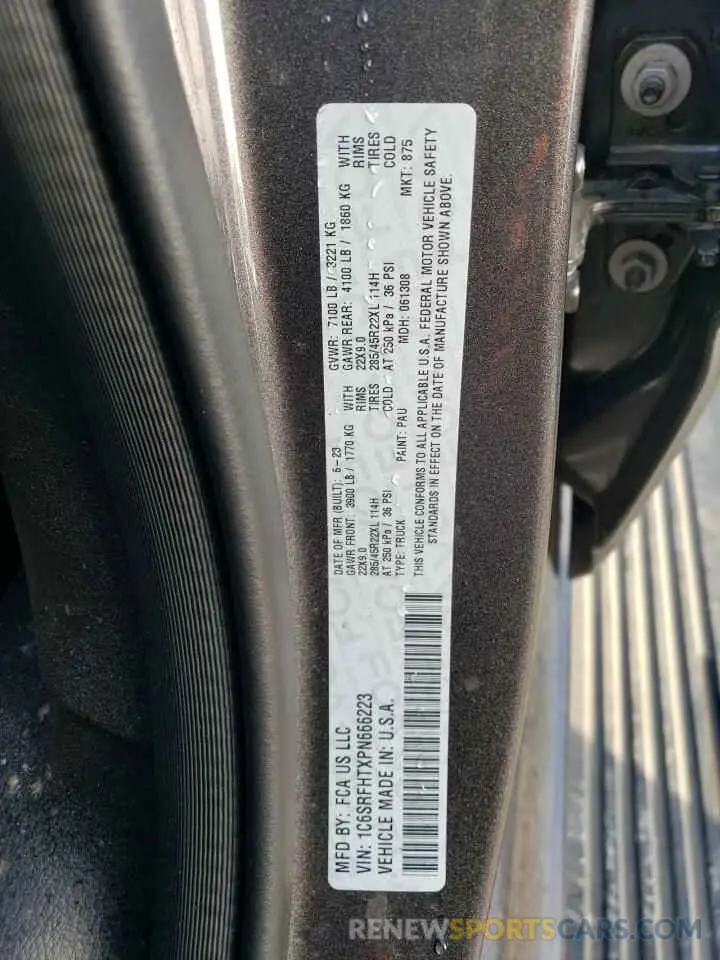 MFD BY: FCA US LLC
VIN: 1C6SRFHTXPN666223
VEHICLE MADE IN: U.S.A.
DATE OF MFR (BUILT): 6-23 GVWR: 7100 LB / 3221 KG
GAWR FRONT: 3900 LB / 1770 KG WITH GAWR REAR: 4100 LB / 1860 KG WITH
22X9.0 RIMS 22X9.0 RIMS
285/45R22XL 114H TIRES 285/45R22XL 114H TIRES
AT 250 kPa / 36 PSI COLD AT 250 kPa / 36 PSI COLD
TYPE: TRUCK PAINT: PAU MDH: 061308 MKT: 875
THIS VEHICLE CONFORMS TO ALL APPLICABLE U.S.A. FEDERAL MOTOR VEHICLE SAFETY
STANDARDS IN EFFECT ON THE DATE OF MANUFACTURE SHOWN ABOVE.
RENEWSPORTSCARS.COM